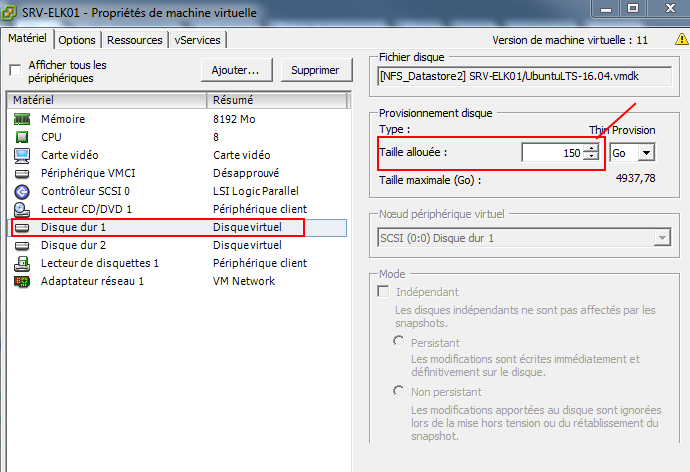 SRV-ELK01 - Propriétés de machine virtuelle
Matériel Options Ressources vServices
Version de machine virtuelle : 11
Afficher tous les
périphériques
Ajouter... Supprimer
Matériel Résumé
Mémoire 8192 Mo
CPU 8
Carte vidéo Carte vidéo
Périphérique VMCI Désapprouvé
Contrôleur SCSI 0 LSI Logic Parallel
Lecteur CD/DVD 1 Périphérique client
Disque dur 1 Disque virtuel
Disque dur 2 Disque virtuel
Lecteur de disquettes 1 Périphérique client
Adaptateur réseau 1 VM Network
Fichier disque
[NFS_Datastore2] SRV-ELK01/UbuntuLTS-16.04.vmdk
Provisionnement disque
Type : Thin Provision
Taille allouée : 150 Go
Taille maximale (Go) : 4937,78
Nœud périphérique virtuel
SCSI (0:0) Disque dur 1
Mode
Indépendant
Les disques indépendants ne sont pas affectés par les
snapshots.
Persistant
Les modifications sont écrites immédiatement et
définitivement sur le disque.
Non persistant
Les modifications apportées au disque sont ignorées
lors de la mise hors tension ou du rétablissement
du snapshot.